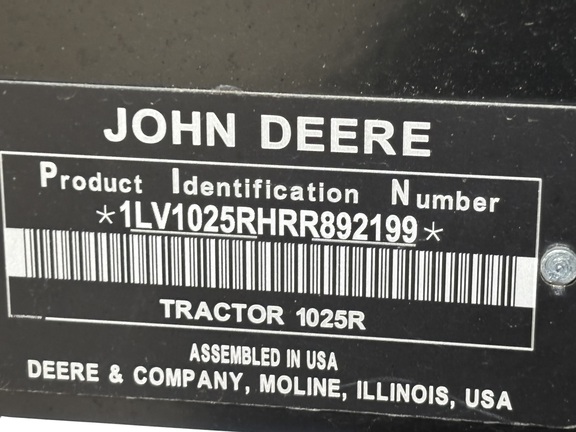 JOHN DEERE
Product Identification Number
*1LV1025RHRR892199*
TRACTOR 1025R
ASSEMBLED IN USA
DEERE & COMPANY, MOLINE, ILLINOIS, USA